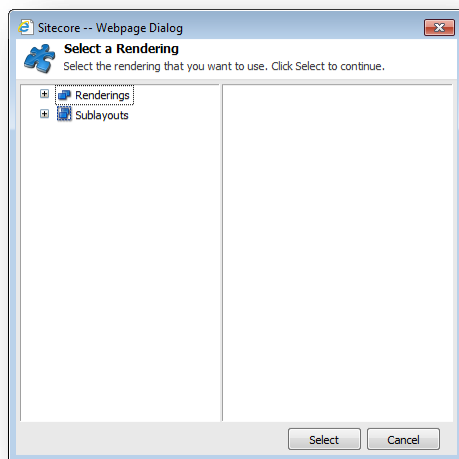 Sitecore -- Webpage Dialog
Select a Rendering
Select the rendering that you want to use. Click Select to continue.
Renderings
Sublayouts
Select
Cancel